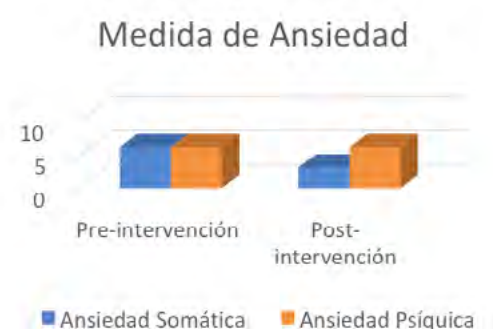 Medida de Ansiedad
10
5
0
Pre-intervención
Post-
intervención
Ansiedad Somática Ansiedad Psíquica